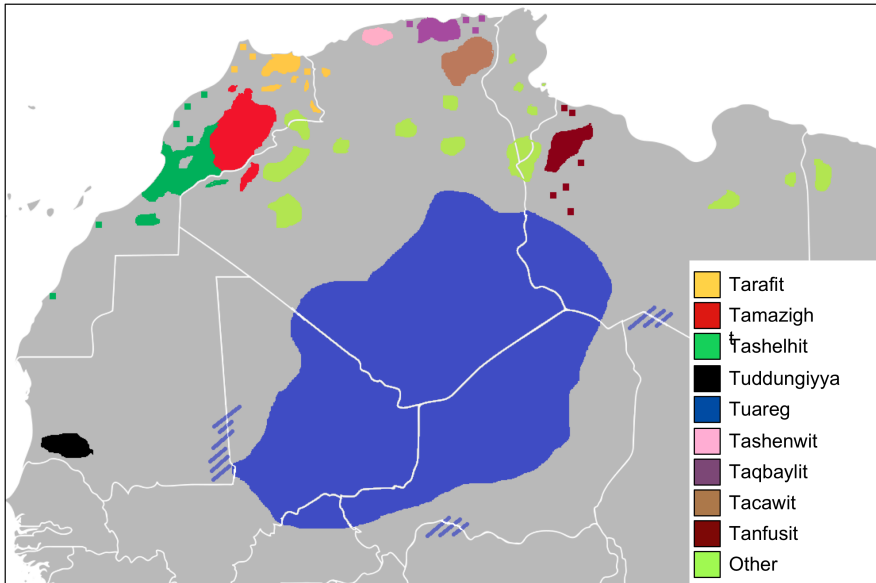 Tarafit
Tamazigh
t
Tashelhit
Tuddungiyya
Tuareg
Tashenwit
Taqbaylit
Tacawit
Tanfusit
Other